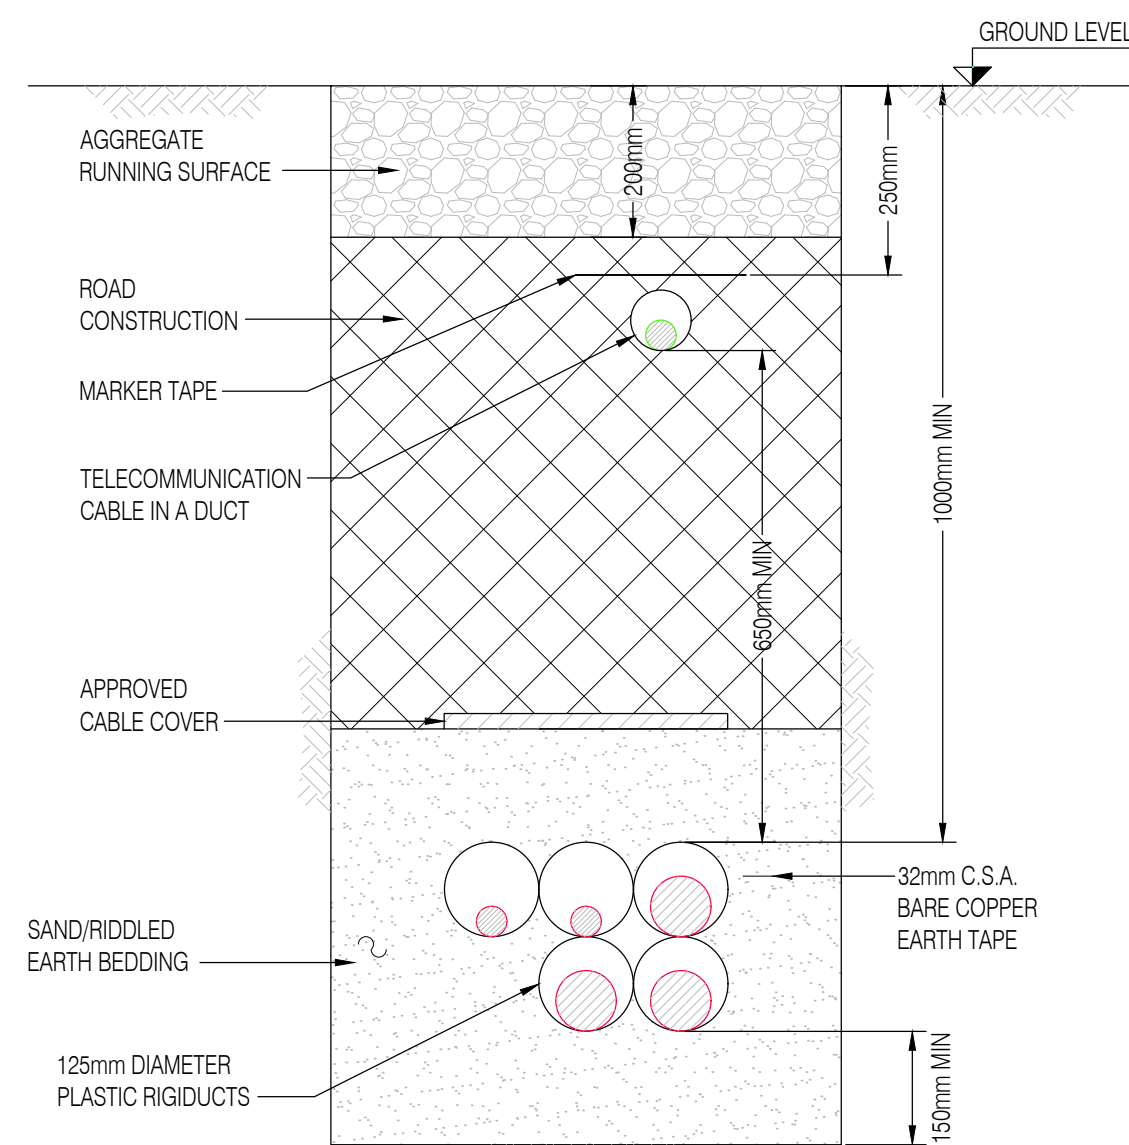 GROUND LEVEL
AGGREGATE
RUNNING SURFACE
200mm
250mm
ROAD
CONSTRUCTION
MARKER TAPE
TELECOMMUNICATION
CABLE IN A DUCT
1000mm MIN
650mm MIN
APPROVED
CABLE COVER
32mm C.S.A.
BARE COPPER
EARTH TAPE
SAND/RIDDLED
EARTH BEDDING
125mm DIAMETER
PLASTIC RIGIDUCTS
150mm MIN